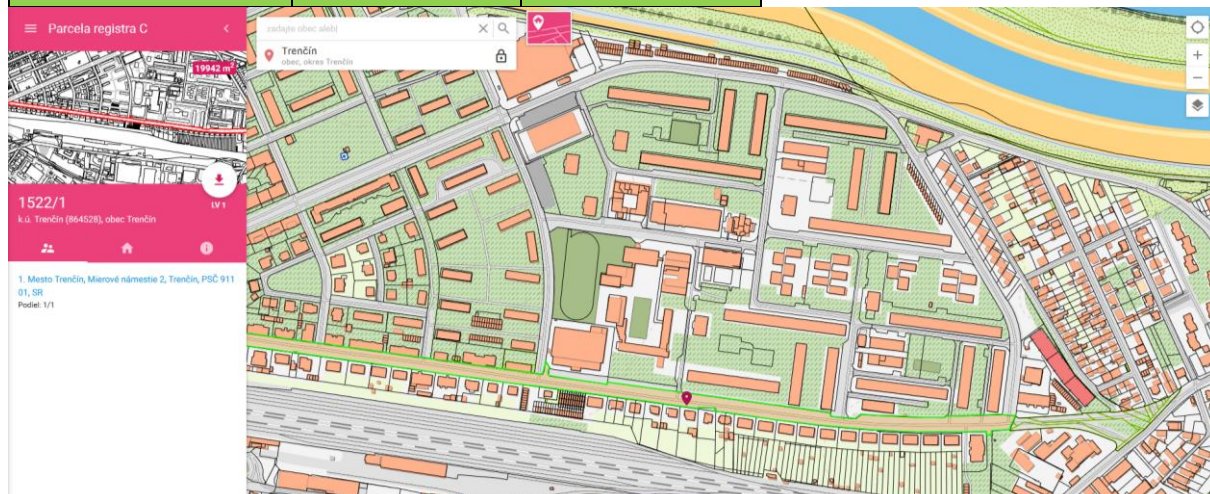 Parcela registra C
19942 m²
1522/1
LV 1
k.ú. Trenčín (864528), obec Trenčín
1. Mesto Trenčín, Mierové námestie 2, Trenčín, PSČ 911
01, SR
Podiel: 1/1
zadajte obec aleb
Trenčín
obec, okres Trenčín